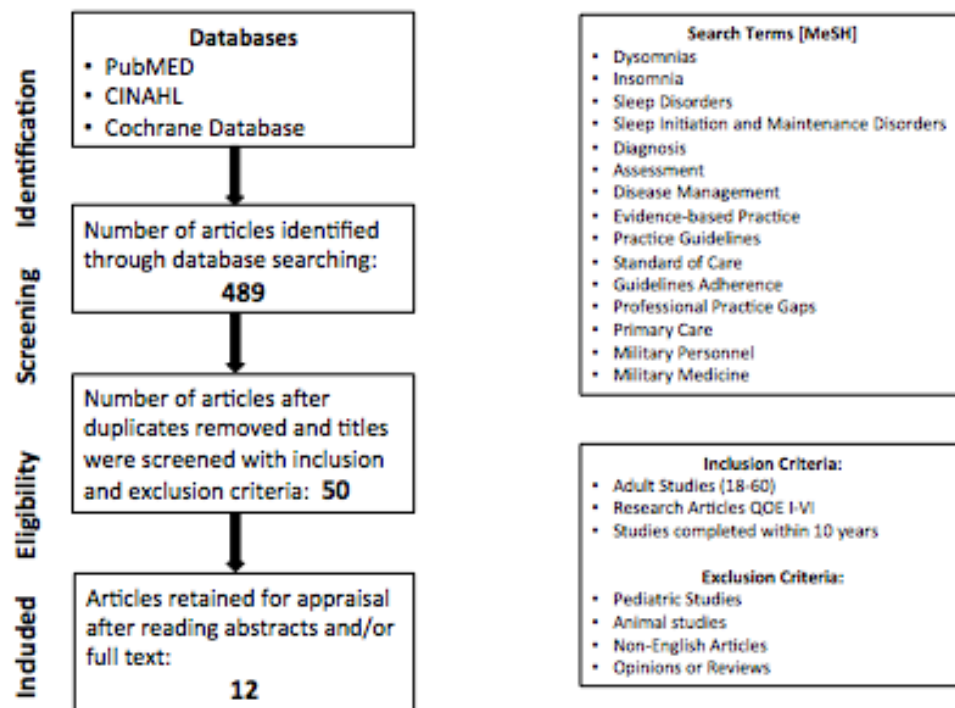 Identification
Screening
Eligibility
Included
Databases
• PubMED
• CINAHL
• Cochrane Database
Number of articles identified
through database searching:
489
Number of articles after
duplicates removed and titles
were screened with inclusion
and exclusion criteria: 50
Articles retained for appraisal
after reading abstracts and/or
full text:
12
Search Terms [MeSH]
• Dysomnias
• Insomnia
• Sleep Disorders
• Sleep Initiation and Maintenance Disorders
• Diagnosis
• Assessment
• Disease Management
• Evidence-based Practice
• Practice Guidelines
• Standard of Care
• Guidelines Adherence
• Professional Practice Gaps
• Primary Care
• Military Personnel
• Military Medicine
Inclusion Criteria:
• Adult Studies (18-60)
• Research Articles QOE I-VI
• Studies completed within 10 years
Exclusion Criteria:
• Pediatric Studies
• Animal studies
• Non-English Articles
• Opinions or Reviews